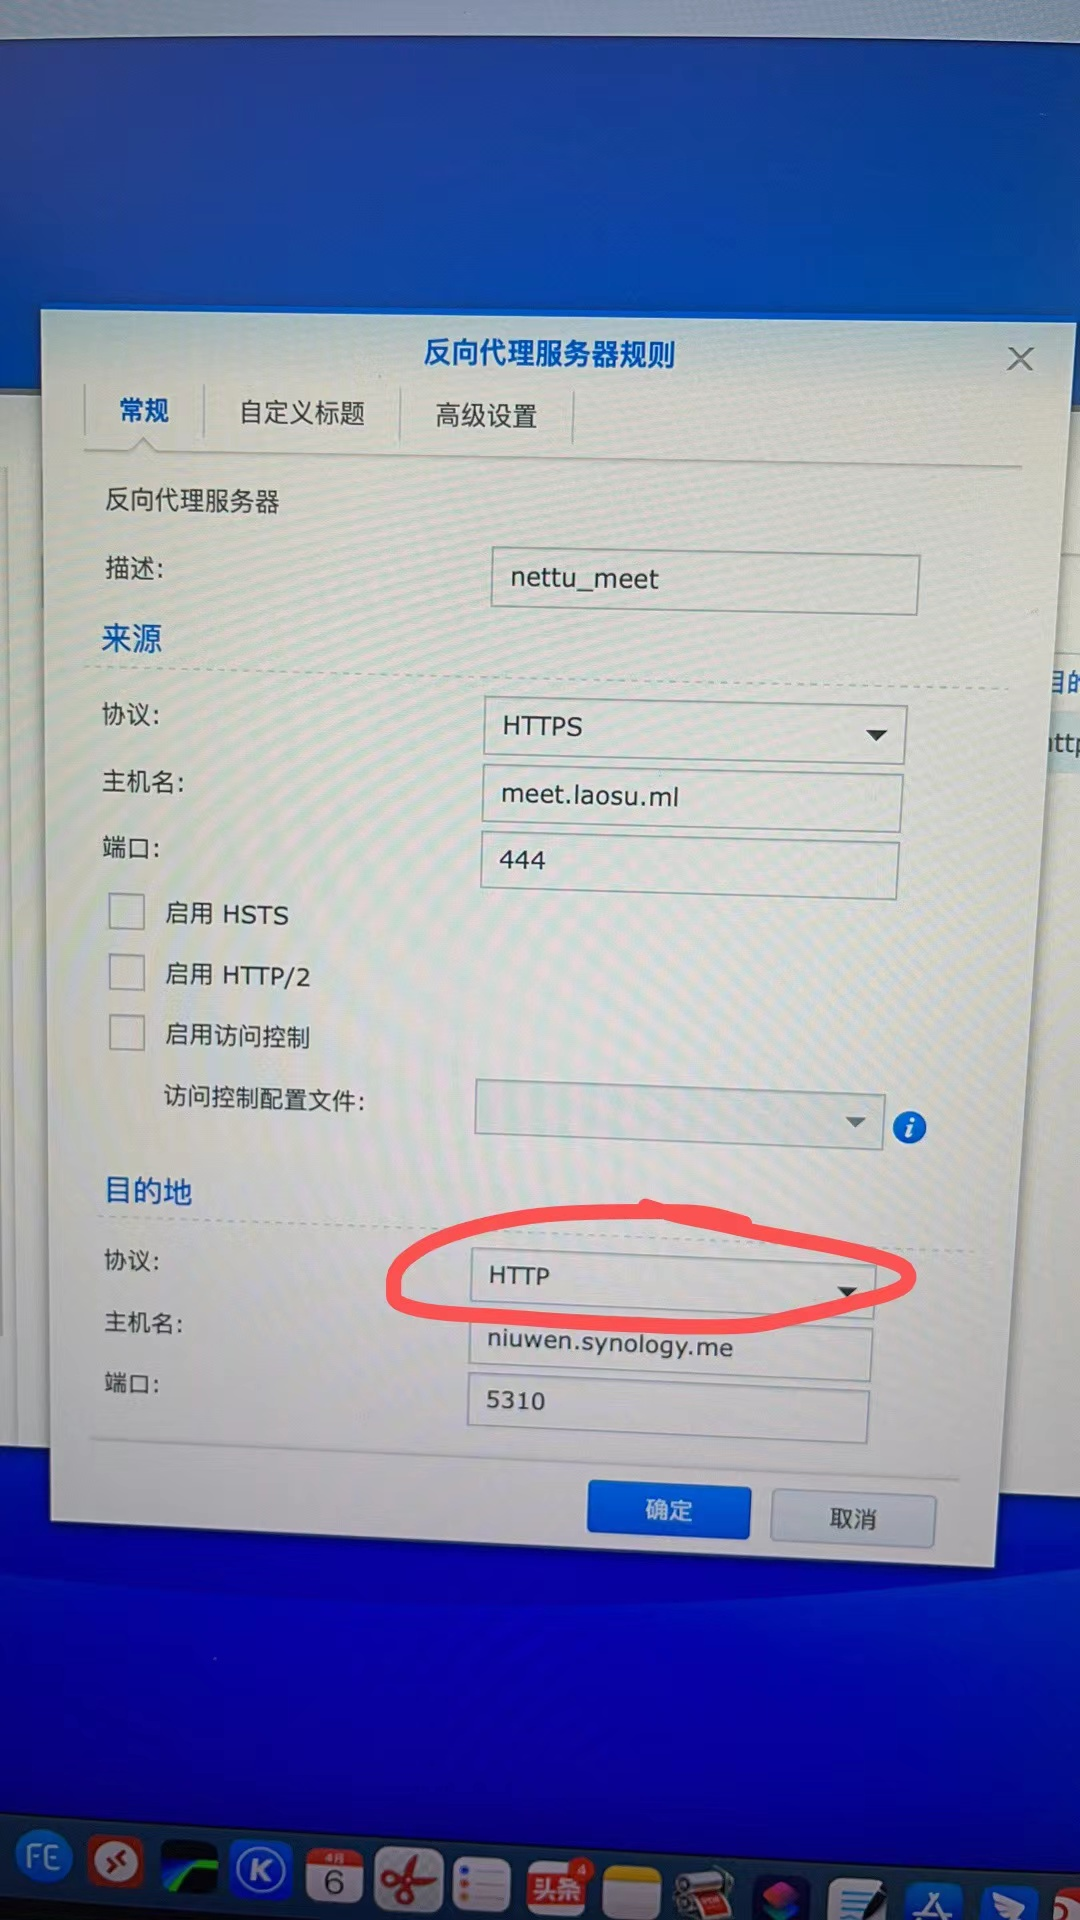 反向代理服务器规则
常规 自定义标题 高级设置
反向代理服务器
描述: nettu_meet
来源
协议: HTTPS
主机名: meet.laosu.ml
端口: 444
启用 HSTS
启用 HTTP/2
启用访问控制
访问控制配置文件:
i
目的地
协议: HTTP
主机名: niuwen.synology.me
端口: 5310
确定 取消
FE K 4月 6 头条 4